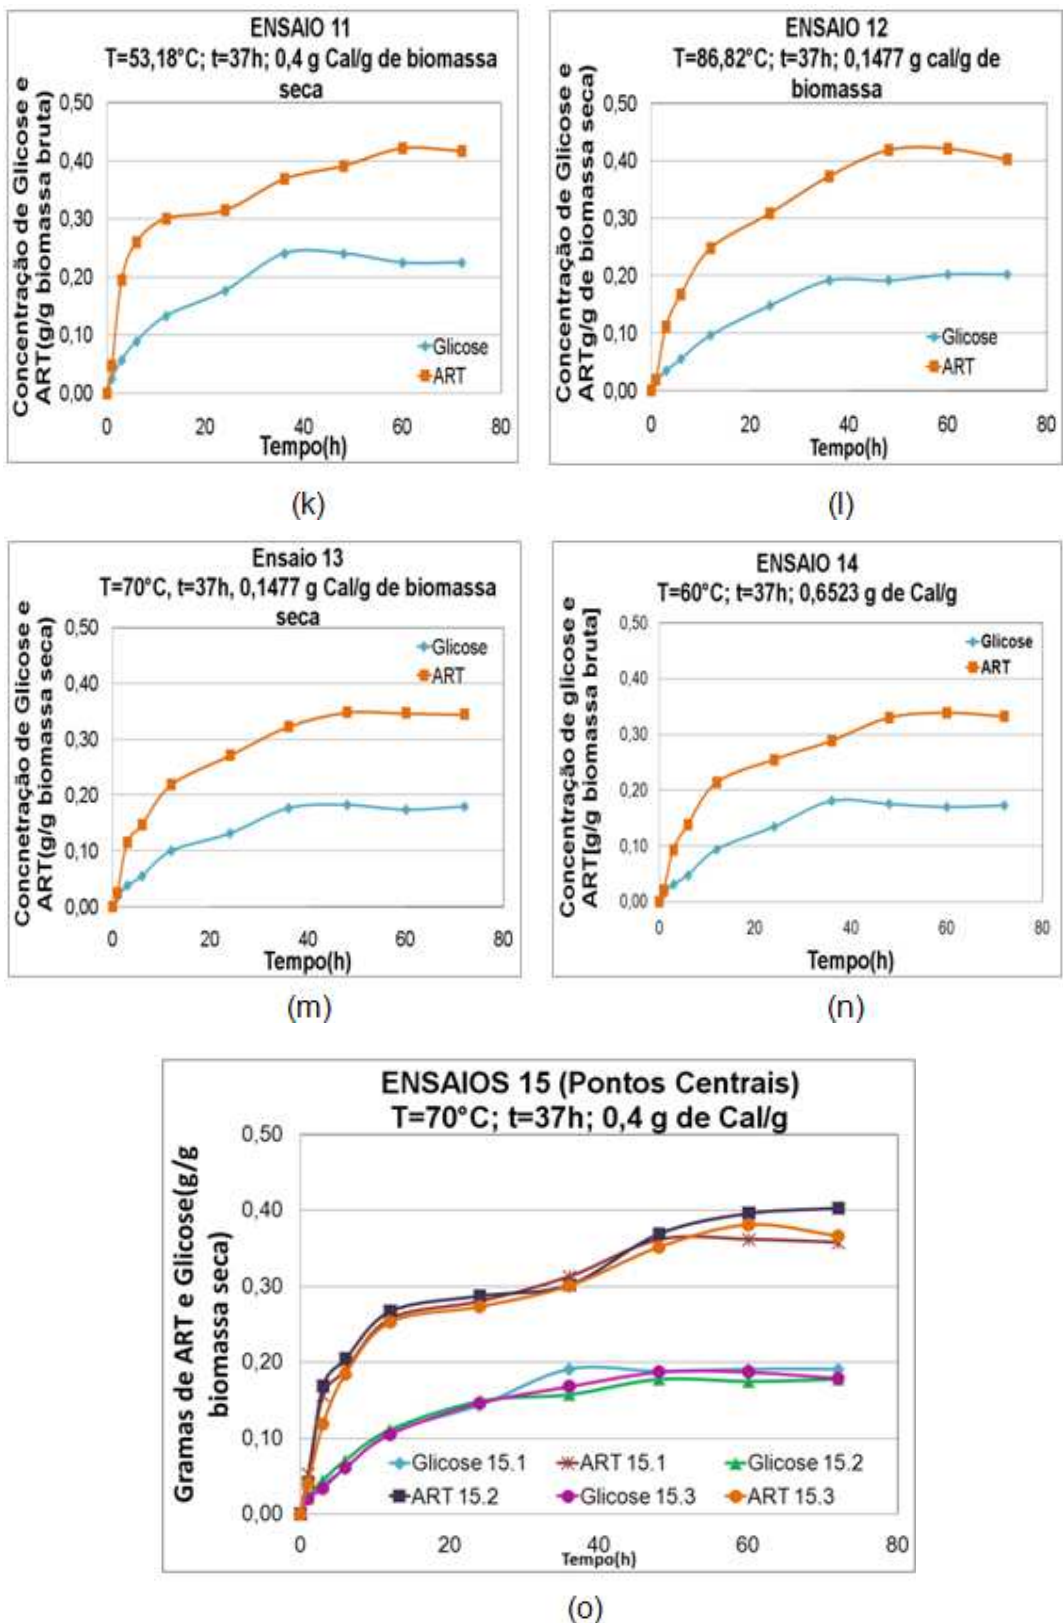 ENSAIO 11
T=53,18°C; t=37h; 0,4 g Cal/g de biomassa
seca
Concentração de Glicose e
ART(g/g biomassa bruta)
0,50
0,40
0,30
0,20
0,10
0,00
Glicose
ART
0
20
40
60
80
Tempo(h)
(k)
ENSAIO 12
T=86,82°C; t=37h; 0,1477 g cal/g de
biomassa
Concentração de Glicose e
ARTg/g de biomassa seca)
0,50
0,40
0,30
0,20
0,10
0,00
Glicose
ART
0
20
40
60
80
Tempo(h)
(l)
Ensaio 13
T=70°C, t=37h, 0,1477 g Cal/g de biomassa
seca
Concnetração de Glicose e
ART(g/g biomassa seca)
0,50
0,40
0,30
0,20
0,10
0,00
Glicose
ART
0
20
40
60
80
Tempo(h)
(m)
ENSAIO 14
T=60°C; t=37h; 0,6523 g de Cal/g
Concentração de glicose e
ART[g/g biomassa bruta]
0,50
0,40
0,30
0,20
0,10
0,00
Glicose
ART
0
20
40
60
80
Tempo(h)
(n)
ENSAIOS 15 (Pontos Centrais)
T=70°C; t=37h; 0,4 g de Cal/g
Gramas de ART e Glicose(g/g
biomassa seca)
0,50
0,40
0,30
0,20
0,10
0,00
Glicose 15.1
ART 15.1
Glicose 15.2
ART 15.2
Glicose 15.3
ART 15.3
0
20
40
60
80
Tempo(h)
(o)